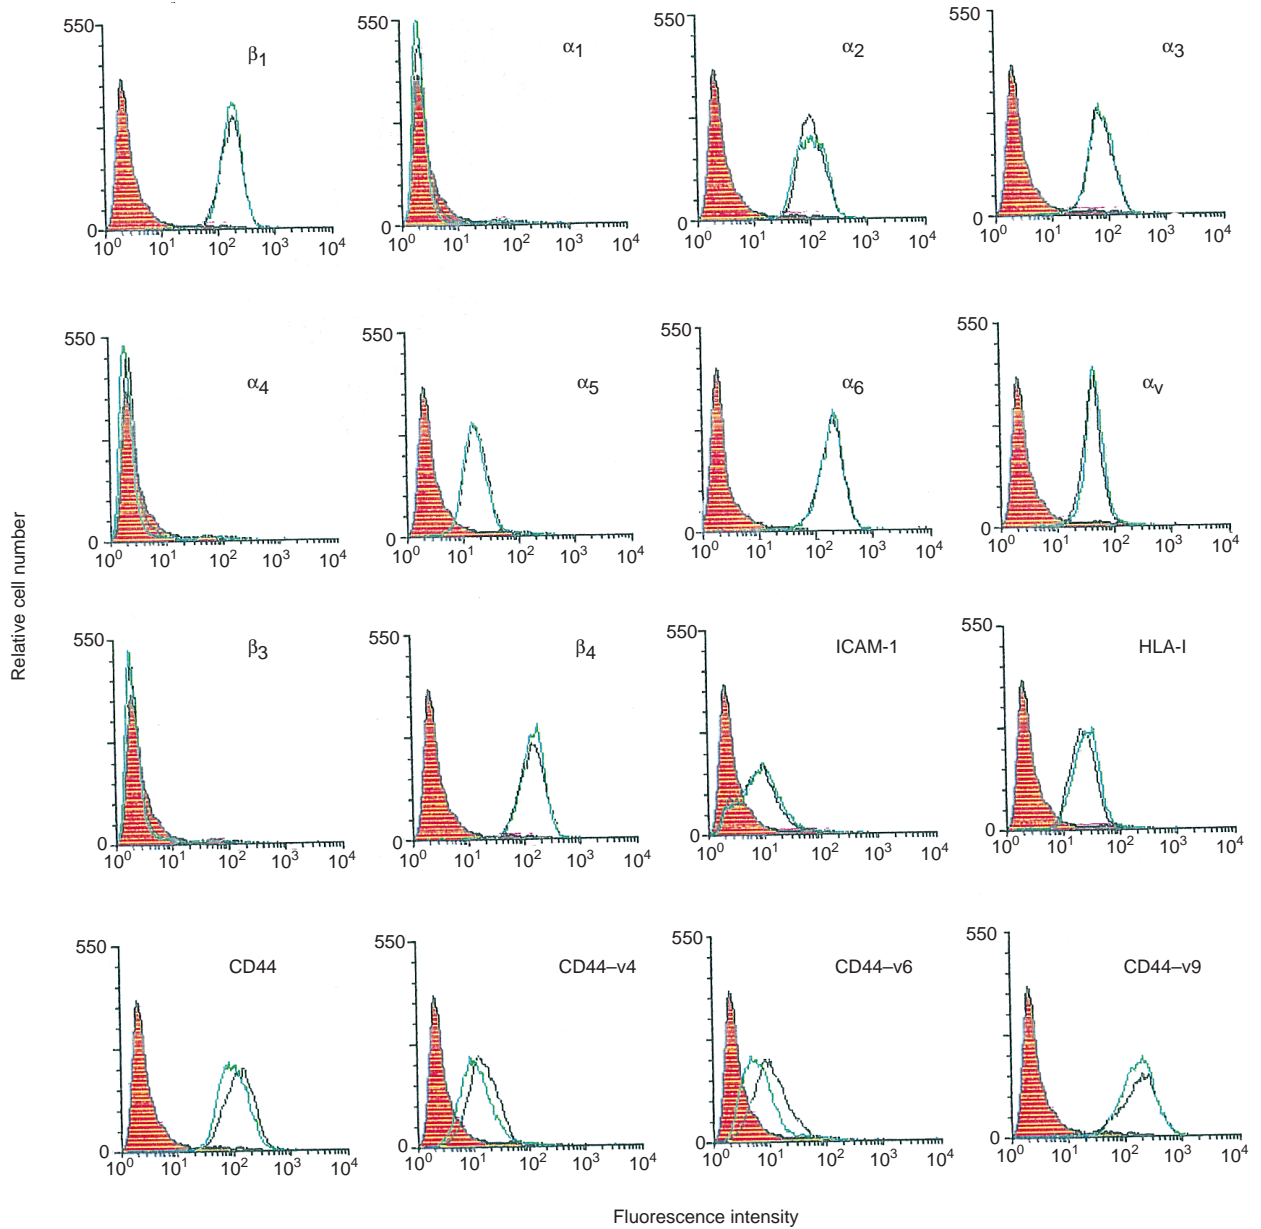 550 β1 550 α1 550 α2 550 α3
0 0 0 0
10^0 10^1 10^2 10^3 10^4 10^0 10^1 10^2 10^3 10^4 10^0 10^1 10^2 10^3 10^4 10^0 10^1 10^2 10^3 10^4
550 α4 550 α5 550 α6 550 αv
0 0 0 0
10^0 10^1 10^2 10^3 10^4 10^0 10^1 10^2 10^3 10^4 10^0 10^1 10^2 10^3 10^4 10^0 10^1 10^2 10^3 10^4
Relative cell number
550 β3 550 β4 550 ICAM-1 550 HLA-I
0 0 0 0
10^0 10^1 10^2 10^3 10^4 10^0 10^1 10^2 10^3 10^4 10^0 10^1 10^2 10^3 10^4 10^0 10^1 10^2 10^3 10^4
550 CD44 550 CD44–v4 550 CD44–v6 550 CD44–v9
0 0 0 0
10^0 10^1 10^2 10^3 10^4 10^0 10^1 10^2 10^3 10^4 10^0 10^1 10^2 10^3 10^4 10^0 10^1 10^2 10^3 10^4
Fluorescence intensity